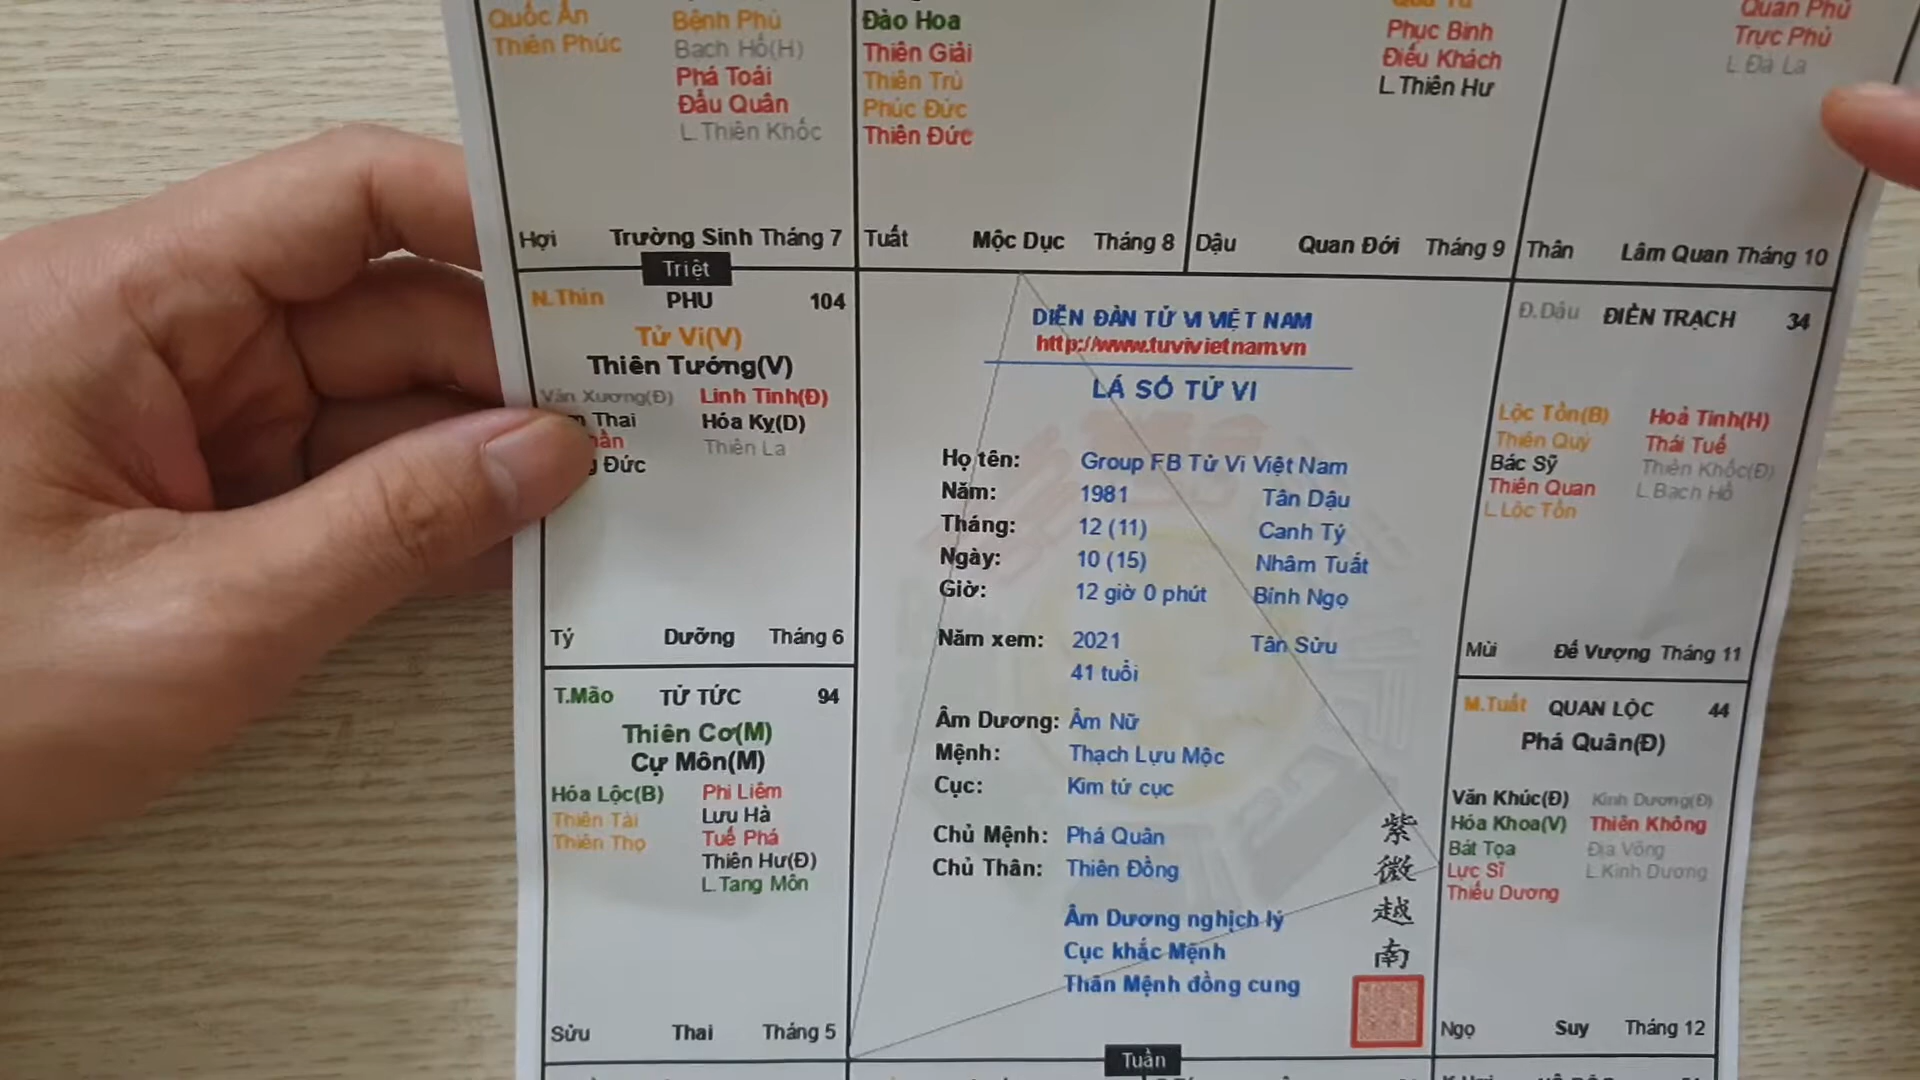 Quốc Ấn
Thiên Phúc
Bệnh Phù
Bạch Hổ(H)
Phá Toái
Đẩu Quân
L.Thiên Khốc
Hợi Trường Sinh Tháng 7
Đào Hoa
Thiên Giải
Thiên Trù
Phúc Đức
Thiên Đức
Tuất Mộc Dục Tháng 8
Phục Binh
Điếu Khách
L.Thiên Hư
Dậu Quan Đới Tháng 9
Quan Phủ
Trực Phù
L.Đà La
Thân Lâm Quan Tháng 10
Triệt
N.Thìn PHU 104
Tử Vi(V)
Thiên Tướng(V)
Văn Xương(Đ)
Thai
Đức
Linh Tinh(Đ)
Hóa Kỵ(D)
Thiên La
Tý Dưỡng Tháng 6
T.Mão TỬ TỨC 94
Thiên Cơ(M)
Cự Môn(M)
Hóa Lộc(B)
Thiên Tài
Thiên Thọ
Phi Liêm
Lưu Hà
Tuế Phá
Thiên Hư(Đ)
L.Tang Môn
Sửu Thai Tháng 5
DIỄN ĐÀN TỬ VI VIỆT NAM
http://www.tuvivietnam.vn
LÁ SỐ TỬ VI
Họ tên: Group FB Tử Vi Việt Nam
Năm: 1981 Tân Dậu
Tháng: 12 (11) Canh Tý
Ngày: 10 (15) Nhâm Tuất
Giờ: 12 giờ 0 phút Bính Ngọ
Năm xem: 2021 Tân Sửu
41 tuổi
Âm Dương: Âm Nữ
Mệnh: Thạch Lựu Mộc
Cục: Kim tứ cục
Chủ Mệnh: Phá Quân
Chủ Thân: Thiên Đồng
Âm Dương nghịch lý
Cục khắc Mệnh
Thân Mệnh đồng cung
紫微越南
Tuần
Đ.Dậu ĐIỀN TRẠCH 34
Lộc Tồn(B)
Thiên Quý
Bác Sỹ
Thiên Quan
L.Lộc Tồn
Hoả Tinh(H)
Thái Tuế
Thiên Khốc(Đ)
L.Bạch Hổ
Mùi Đế Vượng Tháng 11
M.Tuất QUAN LỘC 44
Phá Quân(Đ)
Văn Khúc(Đ)
Hóa Khoa(V)
Bát Tọa
Lực Sĩ
Thiếu Dương
Kình Dương(Đ)
Thiên Không
Địa Võng
L.Kình Dương
Ngọ Suy Tháng 12